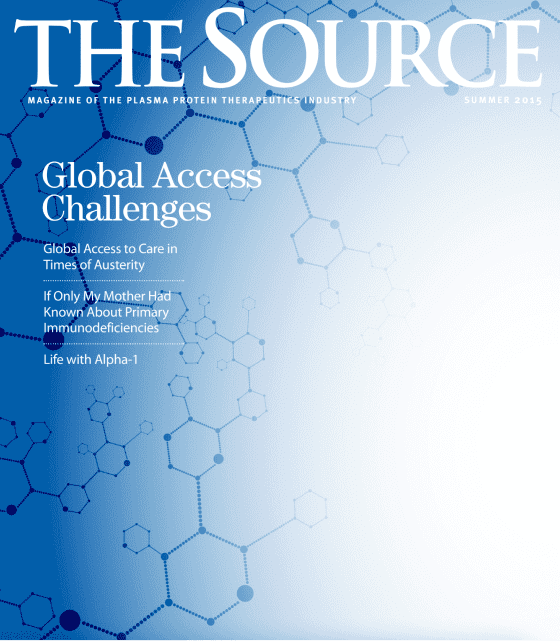 THE SOURCE
MAGAZINE OF THE PLASMA PROTEIN THERAPEUTICS INDUSTRY
SUMMER 2015
Global Access
Challenges
Global Access to Care in
Times of Austerity
If Only My Mother Had
Known About Primary
Immunodeficiencies
Life with Alpha-1